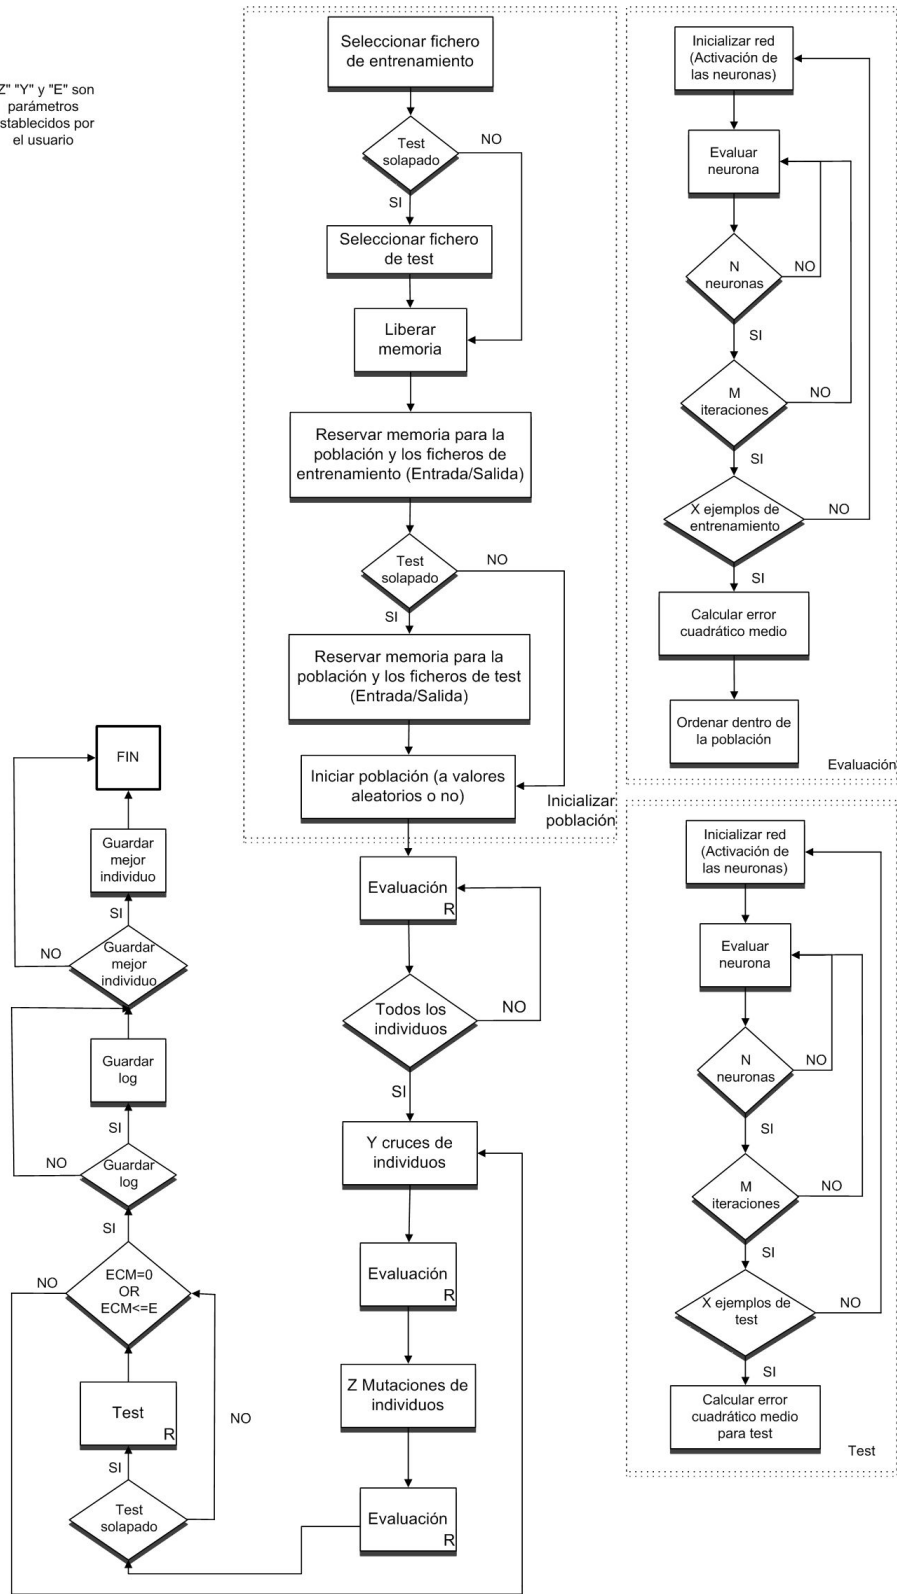 Z" "Y" y "E" son
parámetros
stablecidos por
el usuario
Seleccionar fichero
de entrenamiento
Test
solapado
NO
SI
Seleccionar fichero
de test
Liberar
memoria
Reservar memoria para la
población y los ficheros de
entrenamiento (Entrada/Salida)
Test
solapado
NO
SI
Reservar memoria para la
población y los ficheros de test
(Entrada/Salida)
Iniciar población (a valores
aleatorios o no)
Inicializar
población
Evaluación
R
Todos los
individuos
NO
SI
Y cruces de
individuos
Evaluación
R
Z Mutaciones de
individuos
Evaluación
R
Test
solapado
NO
SI
Test
R
ECM=0
OR
ECM<=E
NO
SI
Guardar
log
NO
SI
Guardar
log
Guardar
mejor
individuo
NO
SI
Guardar
mejor
individuo
FIN
Inicializar red
(Activación de
las neuronas)
Evaluar
neurona
N
neuronas
NO
SI
M
iteraciones
NO
SI
X ejemplos de
entrenamiento
NO
SI
Calcular error
cuadrático medio
Ordenar dentro de
la población
Evaluación
Inicializar red
(Activación de
las neuronas)
Evaluar
neurona
N
neuronas
NO
SI
M
iteraciones
NO
SI
X ejemplos de
test
NO
SI
Calcular error
cuadrático medio
para test
Test